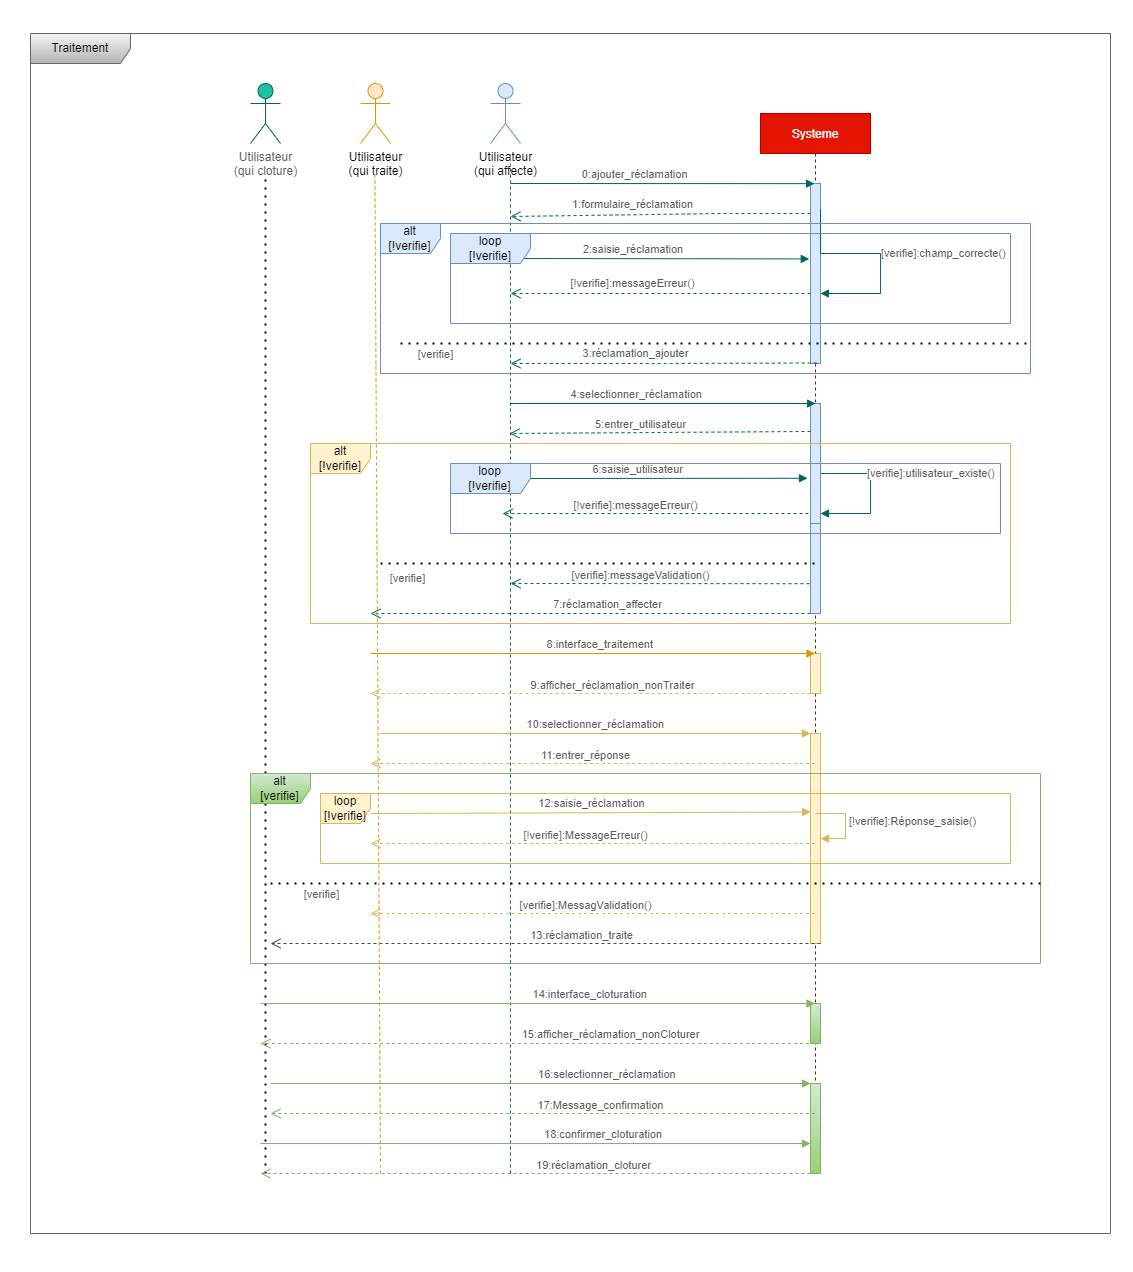 Traitement
Utilisateur
(qui cloture)
Utilisateur
(qui traite)
Utilisateur
(qui affecte)
Systeme
0:ajouter_réclamation
1:formulaire_réclamation
alt
[!verifie]
loop
[!verifie]
2:saisie_réclamation
[verifie]:champ_correcte()
[!verifie]:messageErreur()
[verifie]
3:réclamation_ajouter
4:selectionner_réclamation
5:entrer_utilisateur
alt
[!verifie]
loop
[!verifie]
6:saisie_utilisateur
[verifie]:utilisateur_existe()
[!verifie]:messageErreur()
[verifie]
[verifie]:messageValidation()
7:réclamation_affecter
8:interface_traitement
9:afficher_réclamation_nonTraiter
10:selectionner_réclamation
11:entrer_réponse
alt
[verifie]
loop
[!verifie]
12:saisie_réclamation
[!verifie]:Réponse_saisie()
[!verifie]:MessageErreur()
[verifie]
[verifie]:MessagValidation()
13:réclamation_traite
14:interface_cloturation
15:afficher_réclamation_nonCloturer
16:selectionner_réclamation
17:Message_confirmation
18:confirmer_cloturation
19:réclamation_cloturer